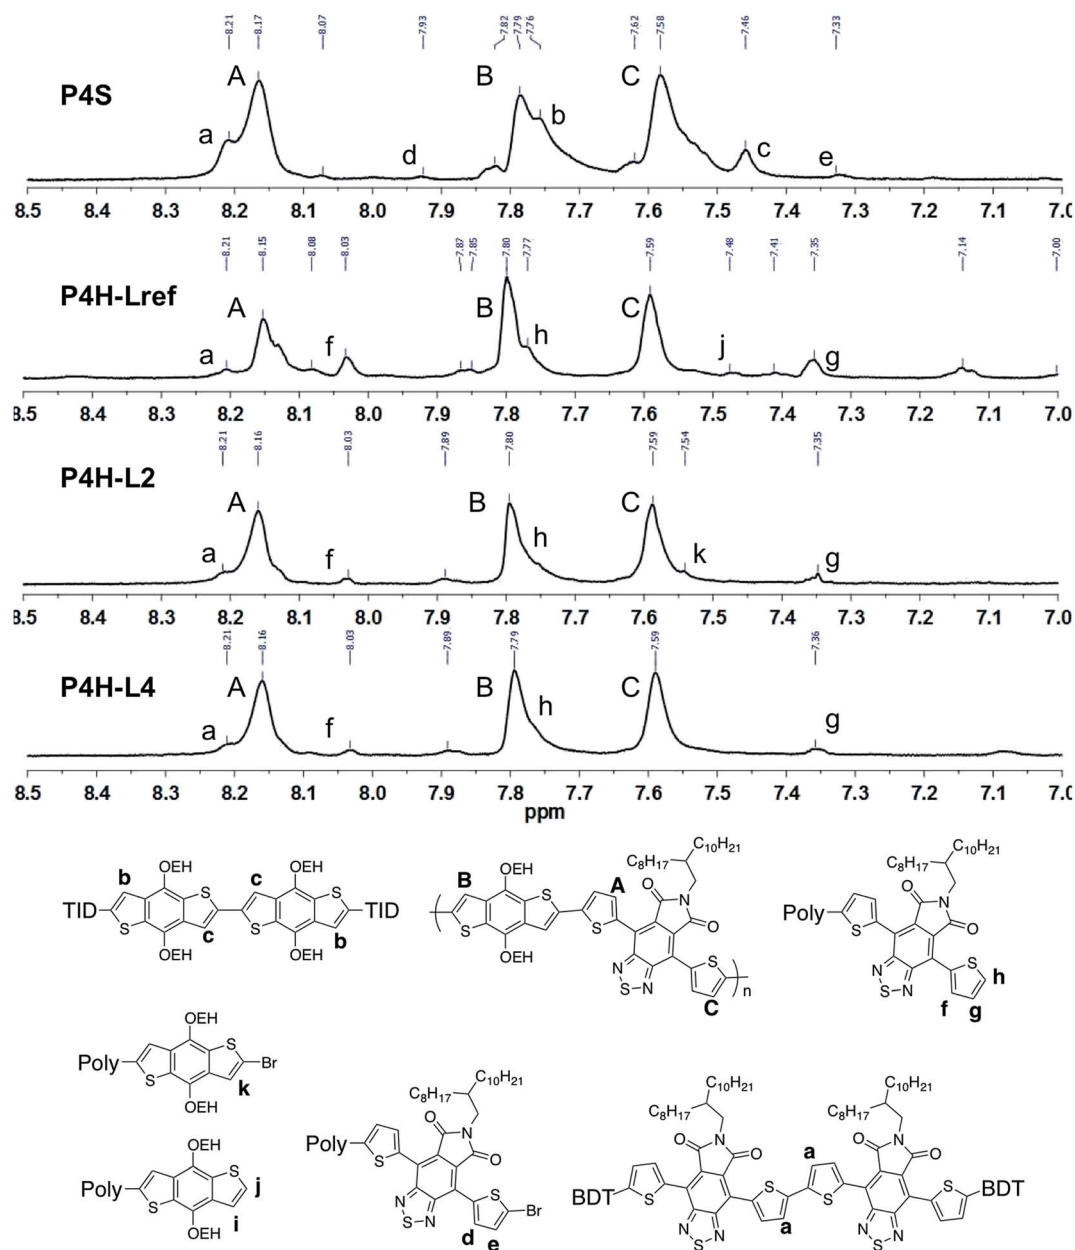 8.21 8.17 8.07 7.93 7.82 7.79 7.76 7.62 7.58 7.46 7.33
P4S
a A d B b C c e
8.5 8.4 8.3 8.2 8.1 8.0 7.9 7.8 7.7 7.6 7.5 7.4 7.3 7.2 7.1 7.0
8.21 8.15 8.08 8.03 7.87 7.85 7.80 7.77 7.59 7.48 7.41 7.35 7.14 7.00
P4H-Lref
a A f B h C j g
8.5 8.4 8.3 8.2 8.1 8.0 7.9 7.8 7.7 7.6 7.5 7.4 7.3 7.2 7.1 7.0
8.21 8.16 8.03 7.89 7.80 7.59 7.54 7.35
P4H-L2
a A f B h C k g
8.5 8.4 8.3 8.2 8.1 8.0 7.9 7.8 7.7 7.6 7.5 7.4 7.3 7.2 7.1 7.0
8.21 8.16 8.03 7.89 7.79 7.59 7.36
P4H-L4
a A f B h C g
8.5 8.4 8.3 8.2 8.1 8.0 7.9 7.8 7.7 7.6 7.5 7.4 7.3 7.2 7.1 7.0
ppm
OEH OEH
b S c S
TID TID
S c S b
OEH OEH
C8H17 C10H21
OEH
B S A O N
S S O
OEH
N S N S
C n
C8H17 C10H21
O N
Poly S O
N S N S h
f g
OEH
S
Poly Br
S k
OEH
OEH
S
Poly j
S i
OEH
C8H17 C10H21
O N
Poly S O
N S N S Br
d e
C10H21 C10H21
C8H17 C8H17
O N O O N O
a
BDT S S S S BDT
a
N S N N S N